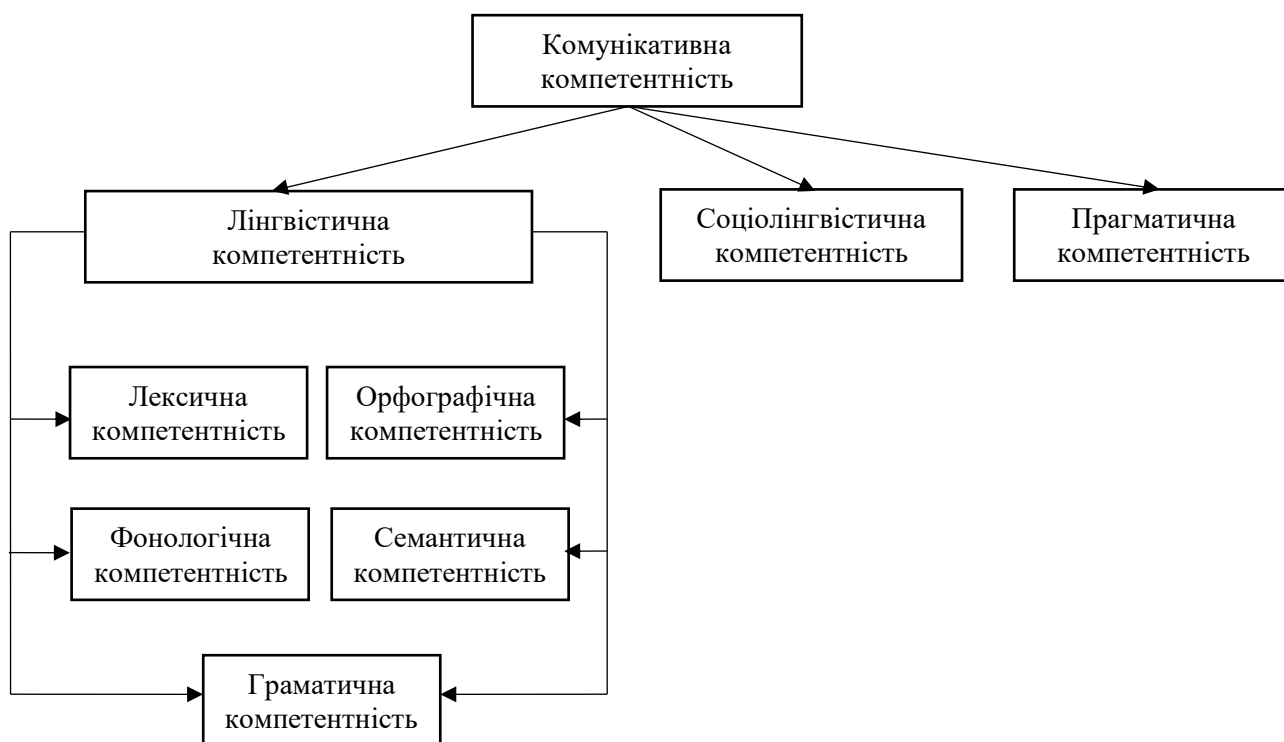 Комунікативна
компетентність
Лінгвістична
компетентність
Соціолінгвістична
компетентність
Прагматична
компетентність
Лексична
компетентність
Орфографічна
компетентність
Фонологічна
компетентність
Семантична
компетентність
Граматична
компетентність